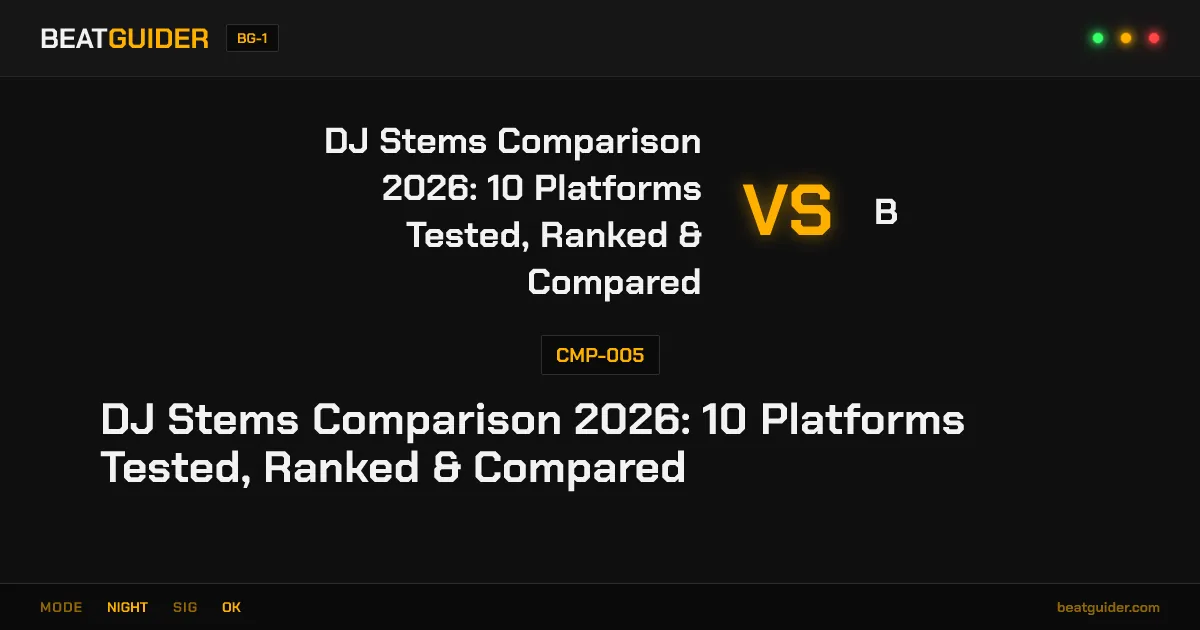 BEATGUIDER BG-1
DJ Stems Comparison
2026: 10 Platforms
Tested, Ranked &
Compared
VS B
CMP-005
DJ Stems Comparison 2026: 10 Platforms
Tested, Ranked & Compared
MODE NIGHT SIG OK beatguider.com